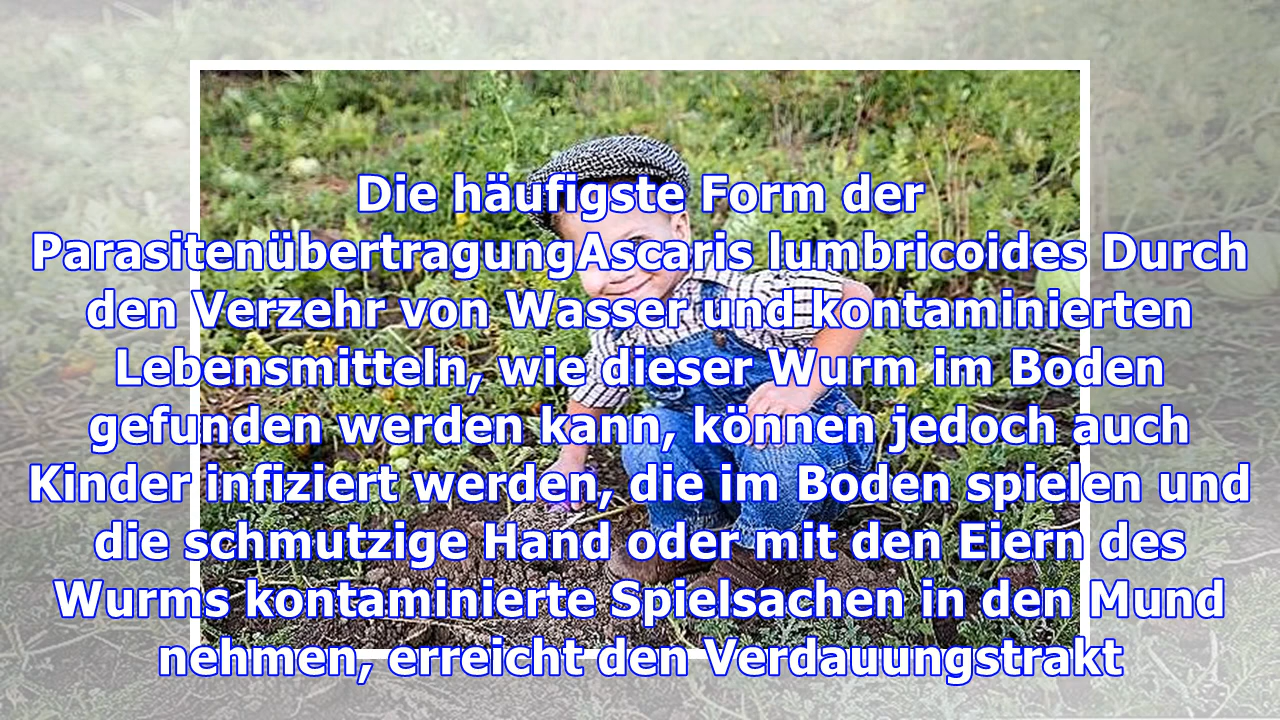 Die häufigste Form der
ParasitenübertragungAscaris lumbricoides Durch
den Verzehr von Wasser und kontaminierten
Lebensmitteln, wie dieser Wurm im Boden
gefunden werden kann, können jedoch auch
Kinder infiziert werden, die im Boden spielen und
die schmutzige Hand oder mit den Eiern des
Wurms kontaminierte Spielsachen in den Mund
nehmen, erreicht den Verdauungstrakt